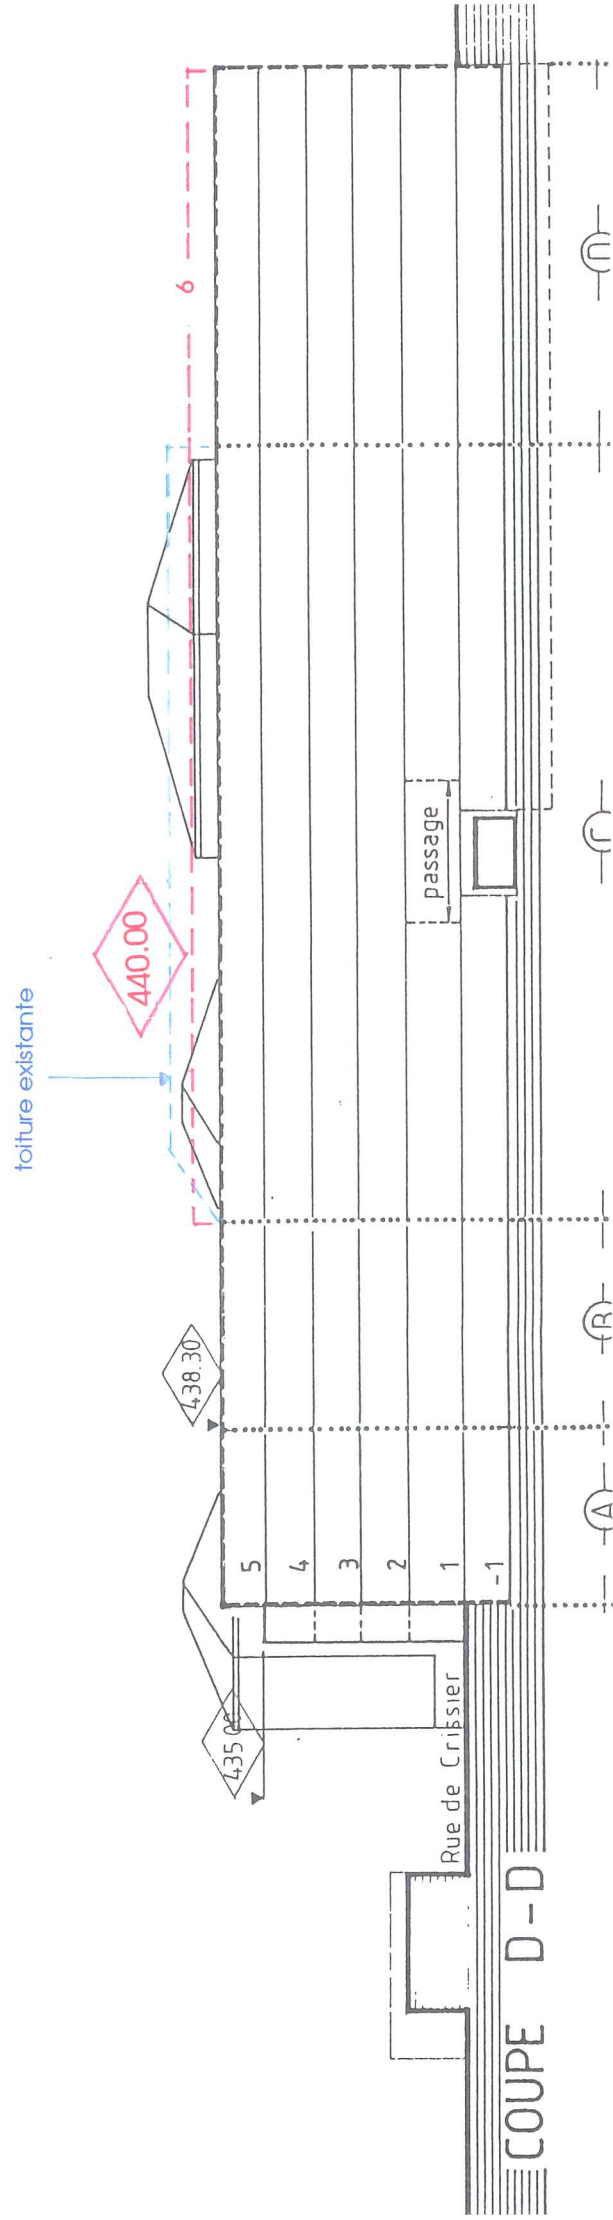 toiture existante
440.00
6
438.30
5
4
3
2
1
-1
passage
Rue de Crissier
COUPE D-D
A
B